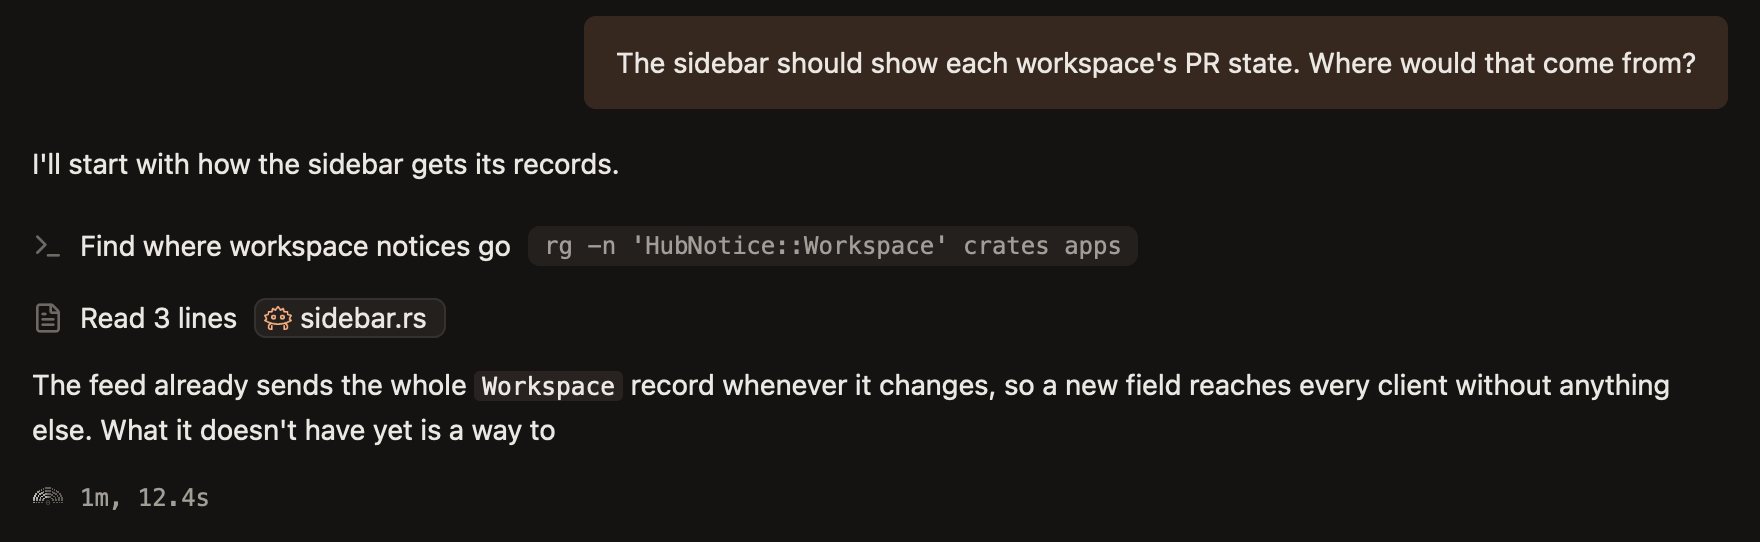 The sidebar should show each workspace's PR state. Where would that come from?
I'll start with how the sidebar gets its records.
Find where workspace notices go rg -n 'HubNotice::Workspace' crates apps
Read 3 lines sidebar.rs
The feed already sends the whole Workspace record whenever it changes, so a new field reaches every client without anything
else. What it doesn't have yet is a way to
1m, 12.4s